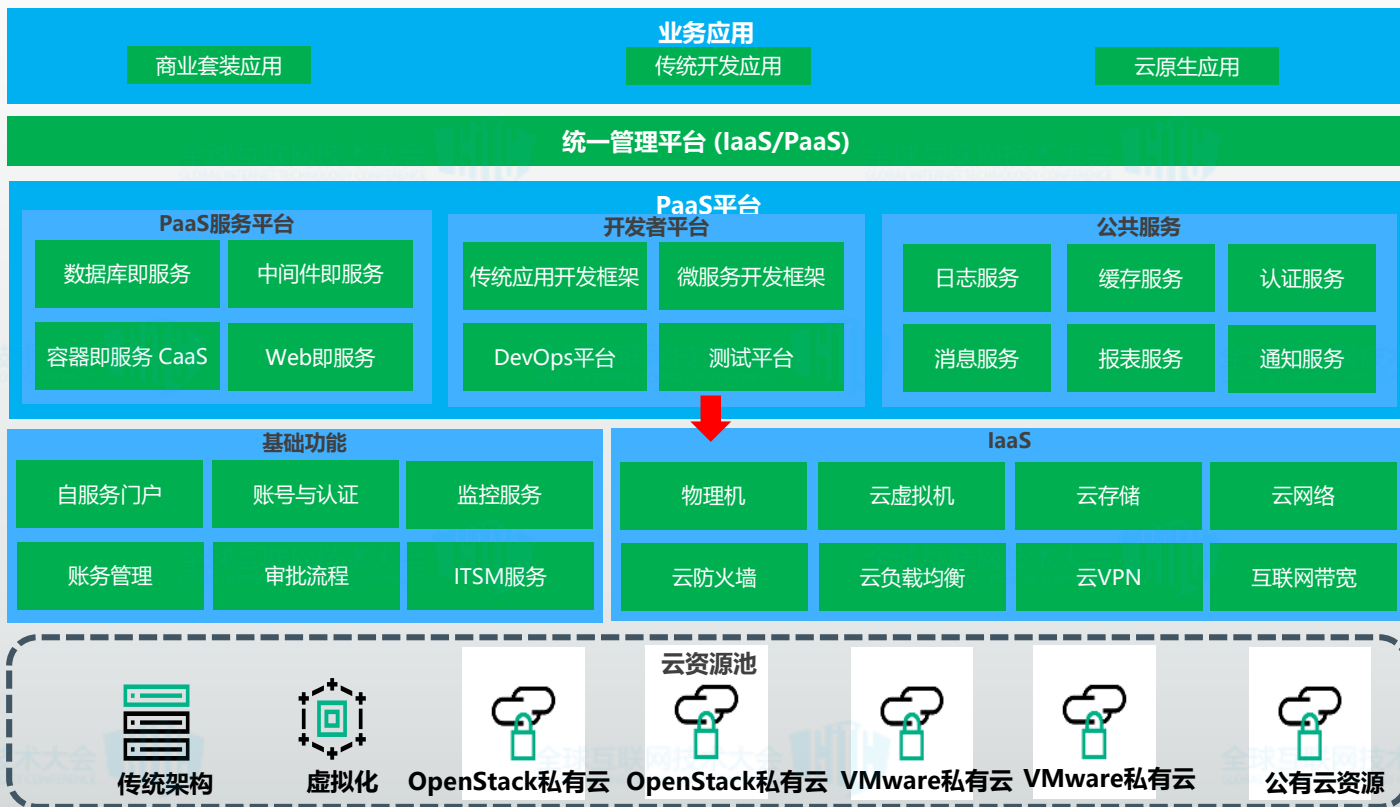 业务应用
商业套装应用
传统开发应用
云原生应用
统一管理平台 (IaaS/PaaS)
PaaS平台
PaaS服务平台
数据库即服务
中间件即服务
容器即服务 CaaS
Web即服务
开发者平台
传统应用开发框架
微服务开发框架
DevOps平台
测试平台
公共服务
日志服务
缓存服务
认证服务
消息服务
报表服务
通知服务
基础功能
自服务门户
账号与认证
监控服务
账务管理
审批流程
ITSM服务
IaaS
物理机
云虚拟机
云存储
云网络
云防火墙
云负载均衡
云VPN
互联网带宽
云资源池
传统架构
虚拟化
OpenStack私有云
OpenStack私有云
VMware私有云
VMware私有云
公有云资源
全球互联网技术大会
GLOBAL INTERNET TECHNOLOGY CONFERENCE